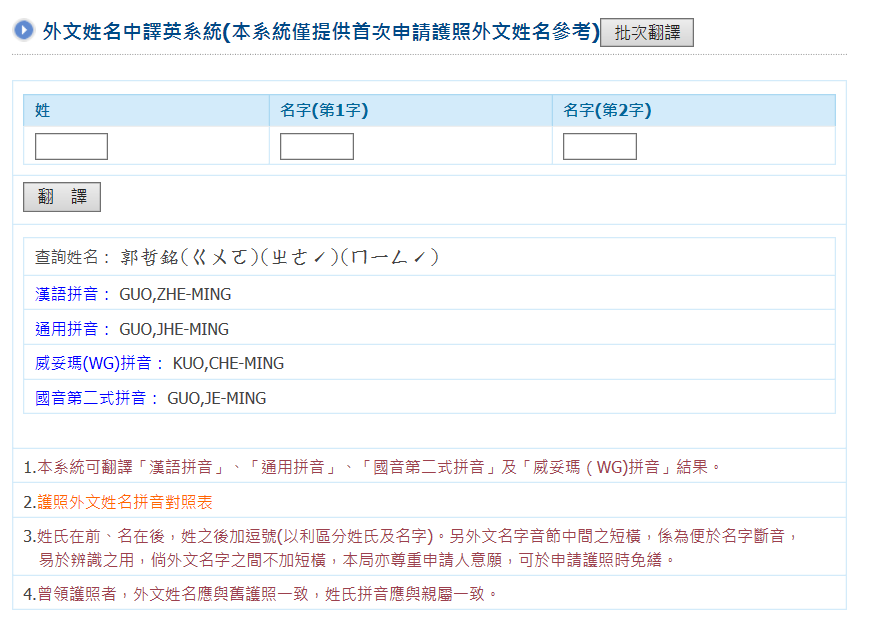 外文姓名中譯英系統(本系統僅提供首次申請護照外文姓名參考) 批次翻譯
姓 名字(第1字) 名字(第2字)
翻 譯
查詢姓名： 郭哲銘(ㄍㄨㄛ)(ㄓㄜˊ)(ㄇㄧㄥˊ)
漢語拼音： GUO,ZHE-MING
通用拼音： GUO,JHE-MING
威妥瑪(WG)拼音： KUO,CHE-MING
國音第二式拼音： GUO,JE-MING
1.本系統可翻譯「漢語拼音」、「通用拼音」、「國音第二式拼音」及「威妥瑪（WG)拼音」結果。
2.護照外文姓名拼音對照表
3.姓氏在前、名在後，姓之後加逗號(以利區分姓氏及名字)。另外文名字音節中間之短橫，係為便於名字斷音，
易於辨識之用，倘外文名字之間不加短橫，本局亦尊重申請人意願，可於申請護照時免繕。
4.曾領護照者，外文姓名應與舊護照一致，姓氏拼音應與親屬一致。